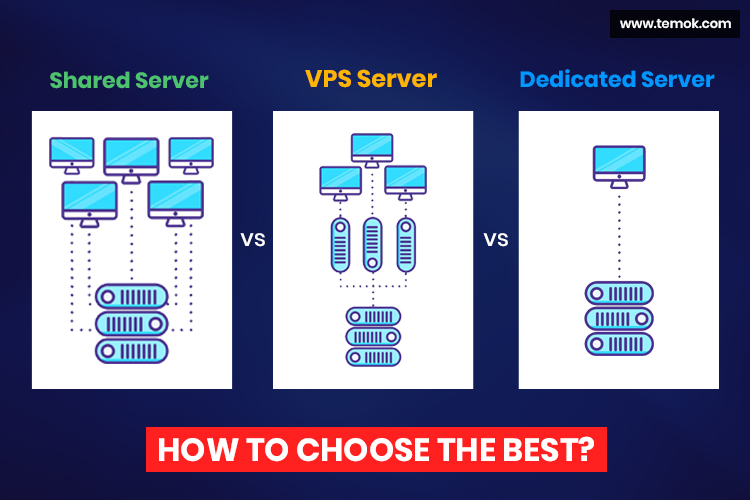 www.temok.com
Shared Server
VPS Server
Dedicated Server
VS
VS
HOW TO CHOOSE THE BEST?